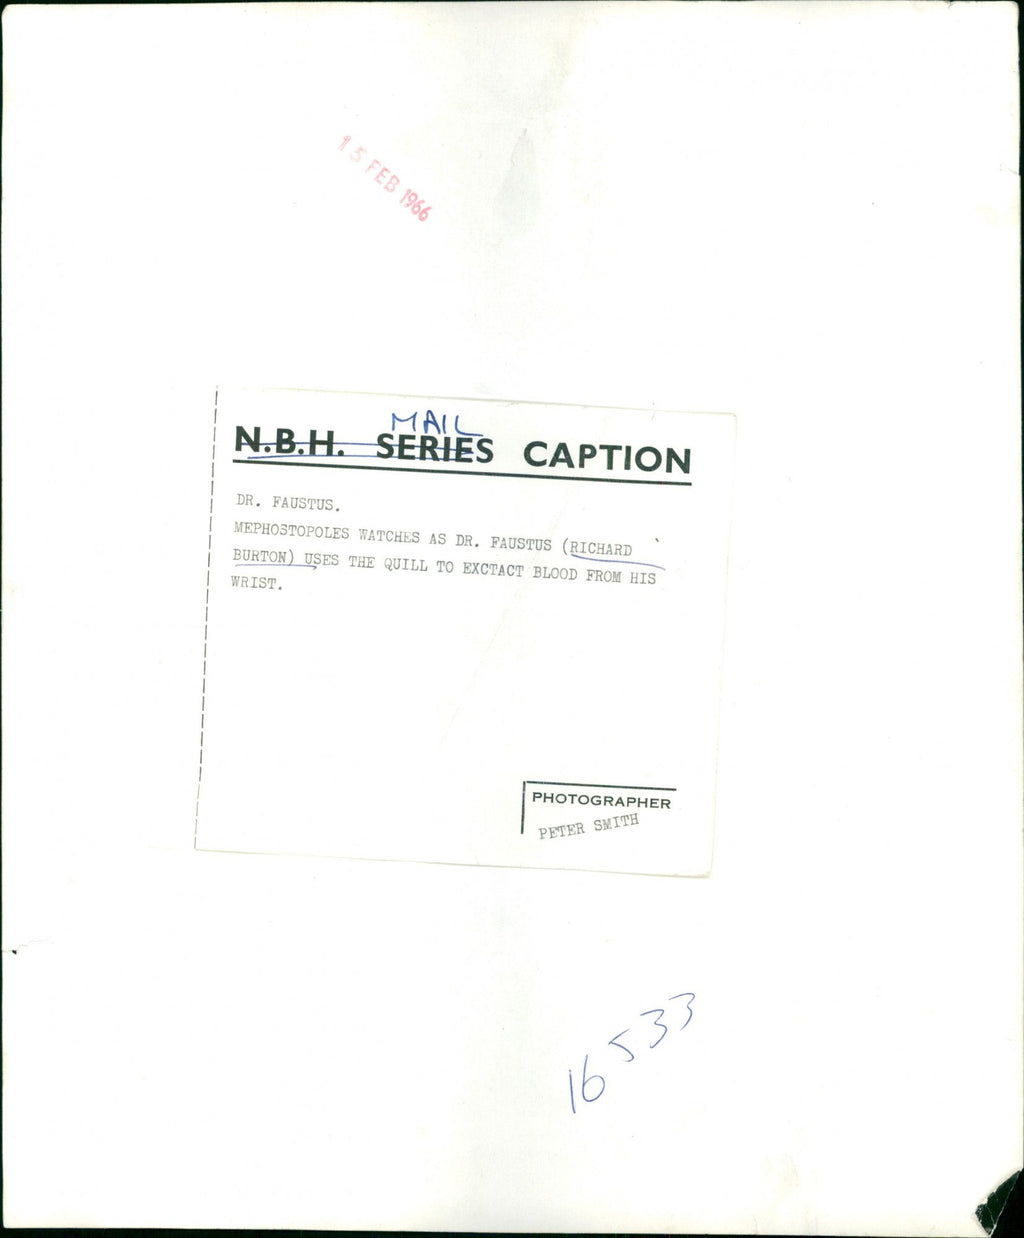 15 FEB 1966
MAIL
N.B.H. SERIES CAPTION
DR. FAUSTUS.
MEPHOSTOPOLES WATCHES AS DR. FAUSTUS (RICHARD
BURTON) USES THE QUILL TO EXCTACT BLOOD FROM HIS
WRIST.
PHOTOGRAPHER
PETER SMITH
16533